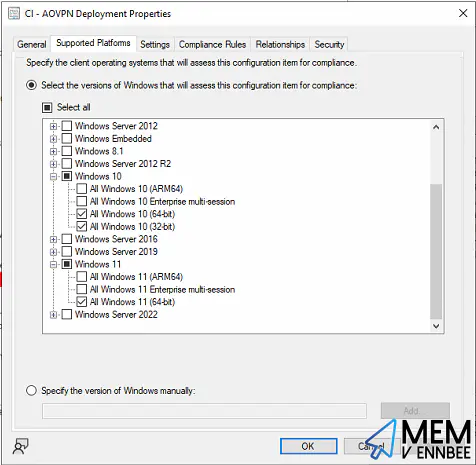 CI - AOVPN Deployment Properties
General
Supported Platforms
Settings
Compliance Rules
Relationships
Security
Specify the client operating systems that will assess this configuration item for compliance.
Select the versions of Windows that will assess this configuration item for compliance:
Select all
Windows Server 2012
Windows Embedded
Windows 8.1
Windows Server 2012 R2
Windows 10
All Windows 10 (ARM64)
All Windows 10 Enterprise multi-session
All Windows 10 (64-bit)
All Windows 10 (32-bit)
Windows Server 2016
Windows Server 2019
Windows 11
All Windows 11 (ARM64)
All Windows 11 Enterprise multi-session
All Windows 11 (64-bit)
Windows Server 2022
Specify the version of Windows manually:
Add...
OK
MEM
V ENNBEE